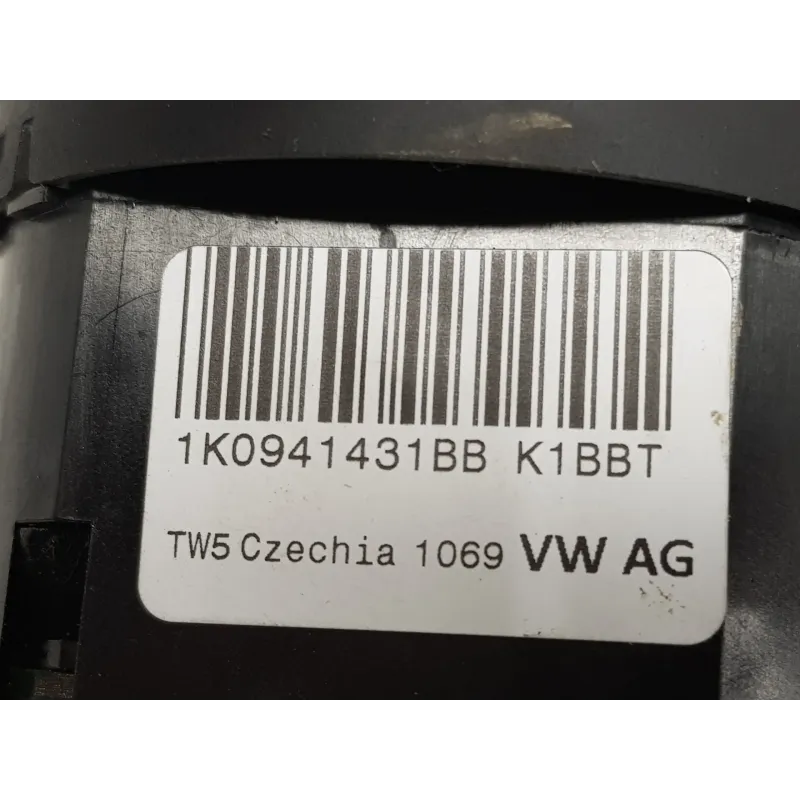 1K0941431BB K1BBT
TW5 Czechia 1069 VW AG